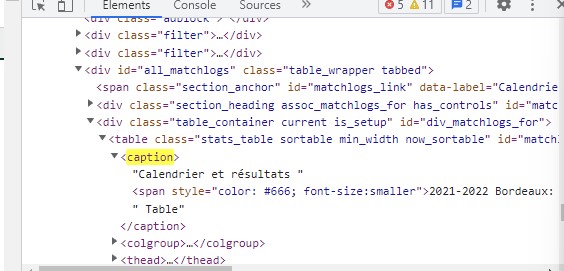 Elements Console Sources » 5 11 2
<div class="adblock"></div>
<div class="filter">…</div>
<div class="filter">…</div>
<div id="all_matchlogs" class="table_wrapper tabbed">
<span class="section_anchor" id="matchlogs_link" data-label="Calendrie
<div class="section_heading assoc_matchlogs_for has_controls" id="matc
<div class="table_container current is_setup" id="div_matchlogs_for">
<table class="stats_table sortable min_width now_sortable" id="matchl
<caption>
"Calendrier et résultats "
<span style="color: #666; font-size:smaller">2021-2022 Bordeaux:
" Table"
</caption>
<colgroup>…</colgroup>
<thead>…</thead>